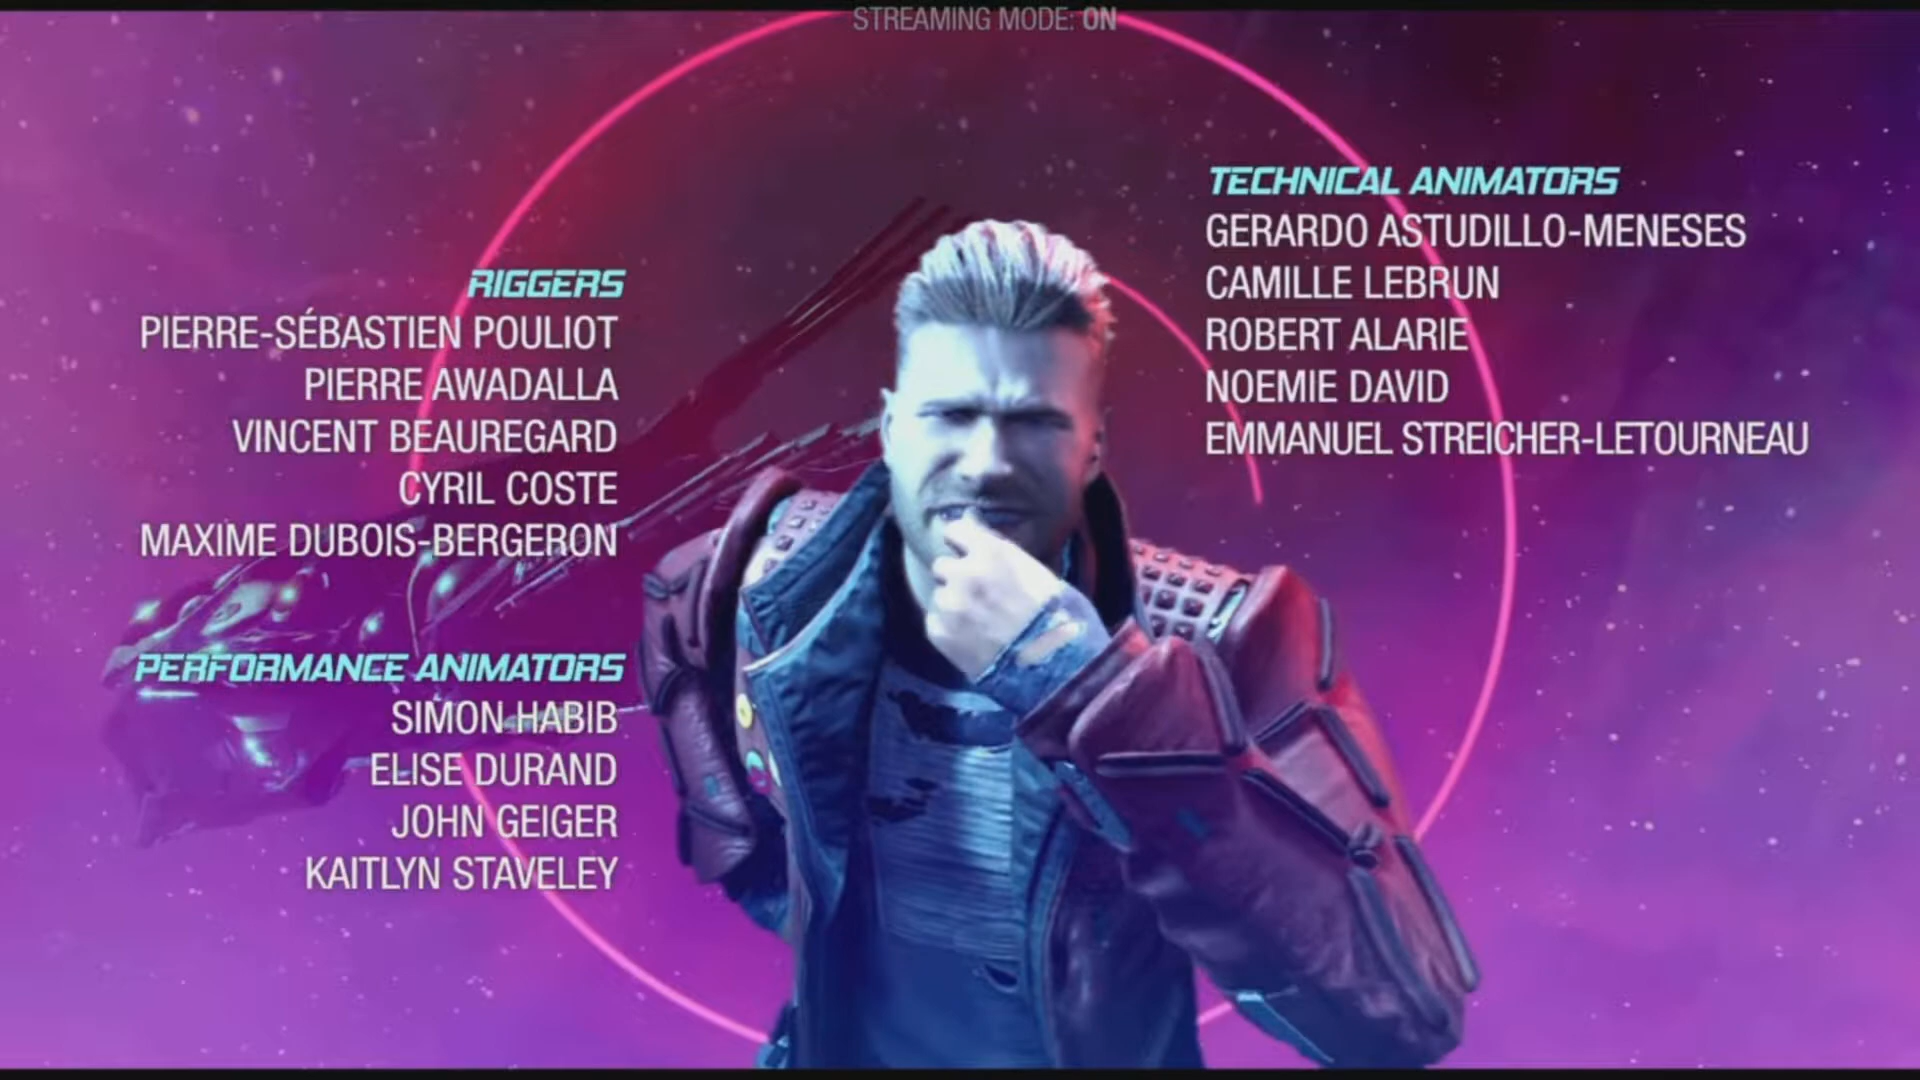 STREAMING MODE: ON
RIGGERS
PIERRE-SÉBASTIEN POULIOT
PIERRE AWADALLA
VINCENT BEAUREGARD
CYRIL COSTE
MAXIME DUBOIS-BERGERON
PERFORMANCE ANIMATORS
SIMON HABIB
ELISE DURAND
JOHN GEIGER
KAITLYN STAVELEY
TECHNICAL ANIMATORS
GERARDO ASTUDILLO-MENESES
CAMILLE LEBRUN
ROBERT ALARIE
NOEMIE DAVID
EMMANUEL STREICHER-LETOURNEAU